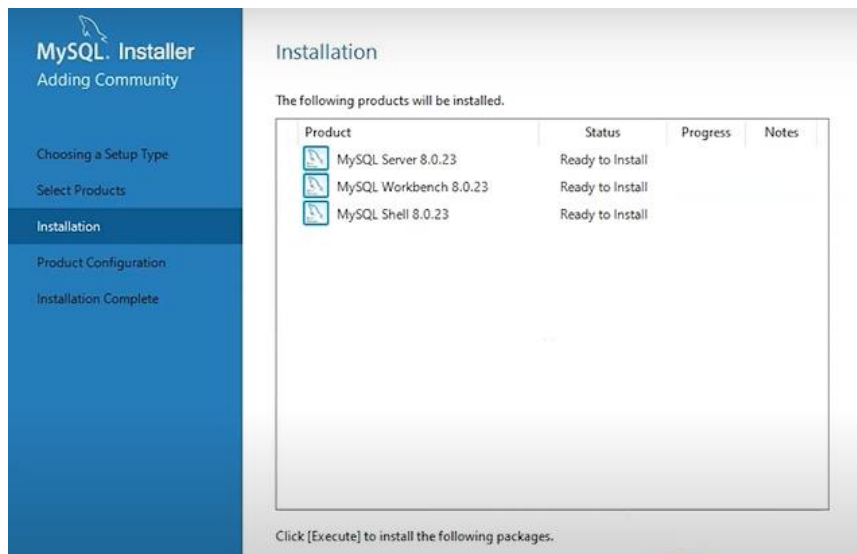 MySQL. Installer
Adding Community
Choosing a Setup Type
Select Products
Installation
Product Configuration
Installation Complete
Installation
The following products will be installed.
Product Status Progress Notes
MySQL Server 8.0.23 Ready to Install
MySQL Workbench 8.0.23 Ready to Install
MySQL Shell 8.0.23 Ready to Install
Click [Execute] to install the following packages.